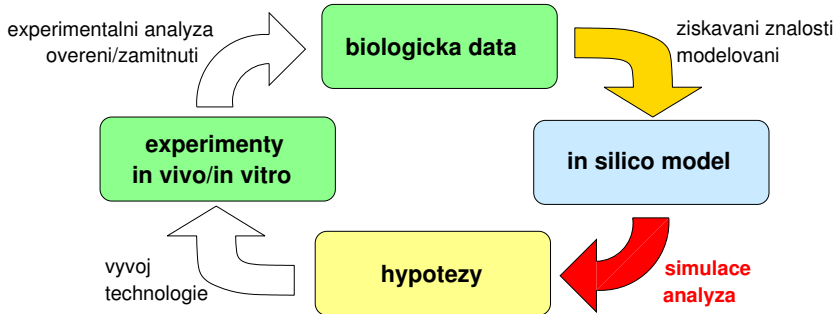 experimentalni analyza
overeni/zamitnuti
biologicka data
ziskavani znalosti
modelovani
experimenty
in vivo/in vitro
in silico model
vyvoj
technologie
hypotezy
simulace
analyza